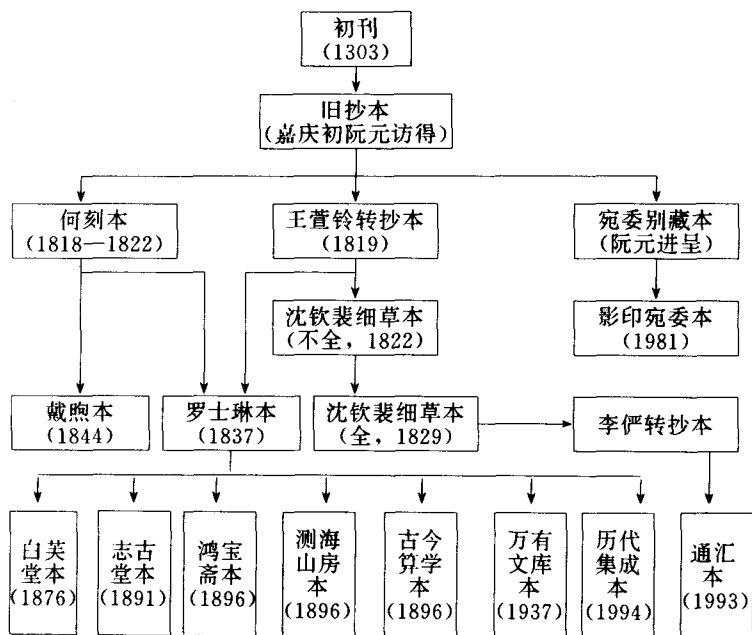 初刊
(1303)
旧抄本
(嘉庆初阮元访得)
何刻本
(1818—1822)
王萱铃转抄本
(1819)
宛委别藏本
(阮元进呈)
沈钦裴细草本
(不全，1822)
影印宛委本
(1981)
戴煦本
(1844)
罗士琳本
(1837)
沈钦裴细草本
(全，1829)
李俨转抄本
白芙
堂本
(1876)
志古
堂本
(1891)
鸿宝
斋本
(1896)
测海
山房
本
(1896)
古今
算学
本
(1896)
万有
文库
本
(1937)
历代
集成
本
(1994)
通汇
本
(1993)